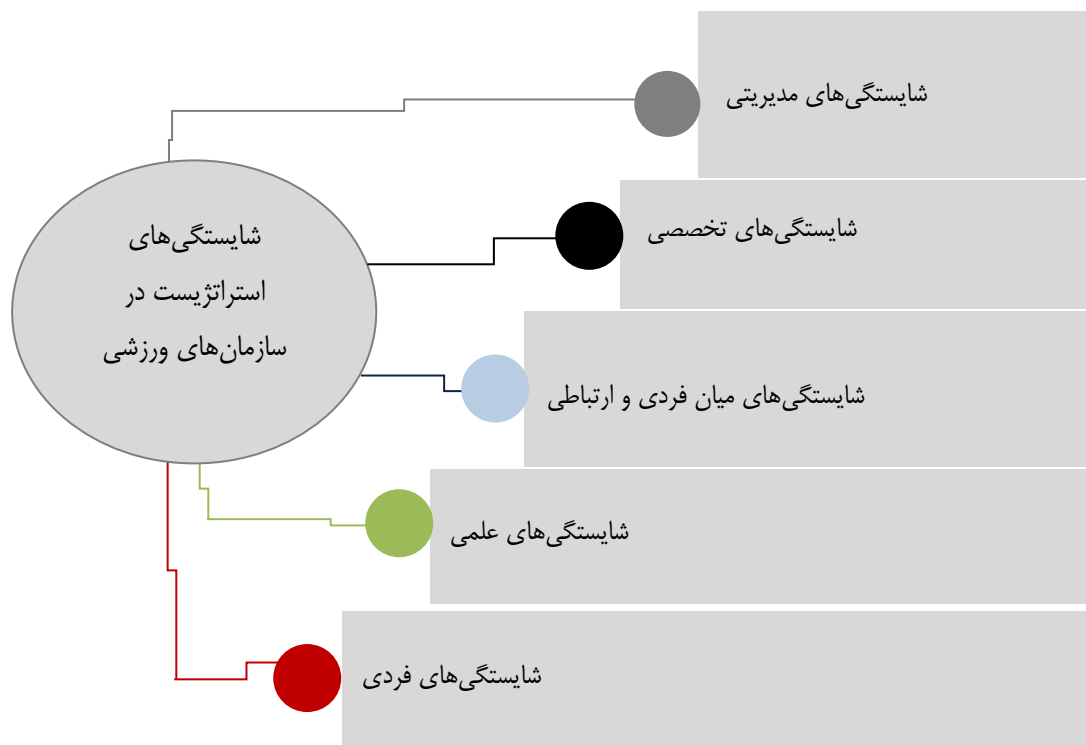 شایستگی‌های مدیریتی
شایستگی‌های تخصصی
شایستگی‌های
استراتژیست در
سازمان‌های ورزشی
شایستگی‌های میان فردی و ارتباطی
شایستگی‌های علمی
شایستگی‌های فردی